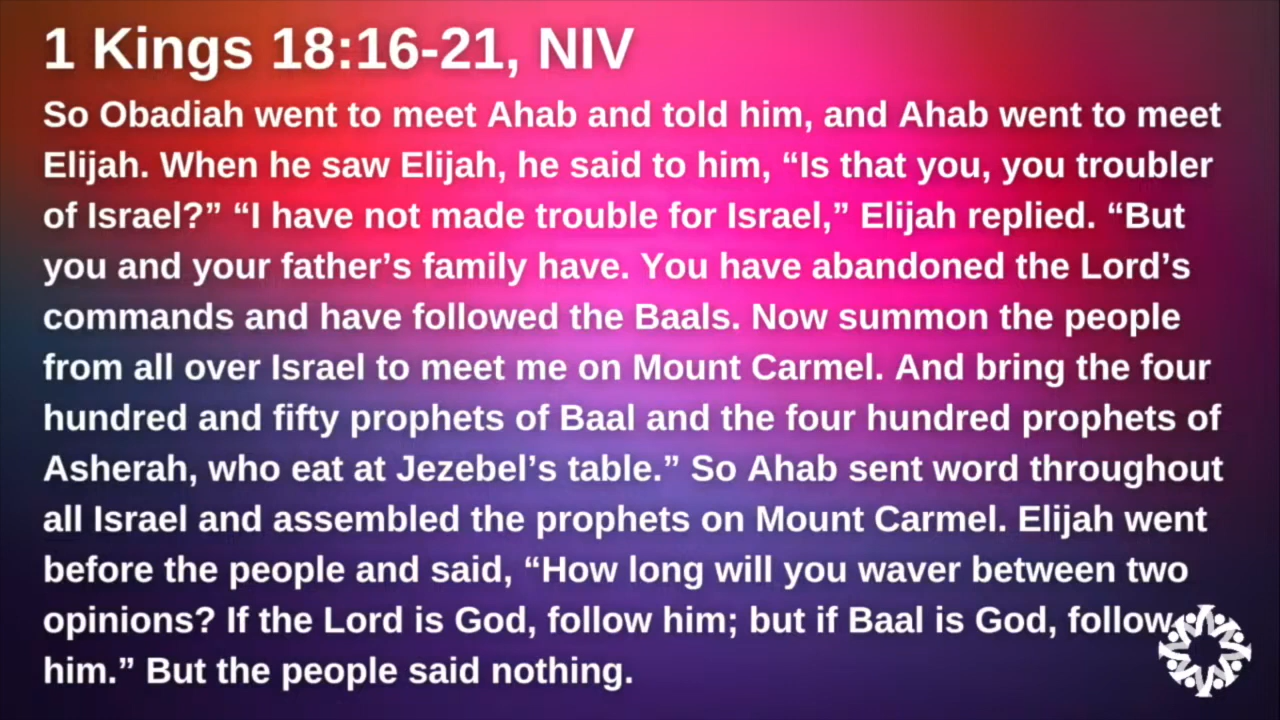 1 Kings 18:16-21, NIV
So Obadiah went to meet Ahab and told him, and Ahab went to meet
Elijah. When he saw Elijah, he said to him, “Is that you, you troubler
of Israel?” “I have not made trouble for Israel,” Elijah replied. “But
you and your father’s family have. You have abandoned the Lord’s
commands and have followed the Baals. Now summon the people
from all over Israel to meet me on Mount Carmel. And bring the four
hundred and fifty prophets of Baal and the four hundred prophets of
Asherah, who eat at Jezebel’s table.” So Ahab sent word throughout
all Israel and assembled the prophets on Mount Carmel. Elijah went
before the people and said, “How long will you waver between two
opinions? If the Lord is God, follow him; but if Baal is God, follow
him.” But the people said nothing.